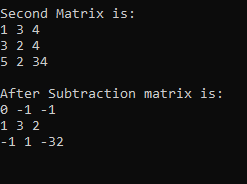 Second Matrix is:
1 3 4
3 2 4
5 2 34
After Subtraction matrix is:
0 -1 -1
1 3 2
-1 1 -32